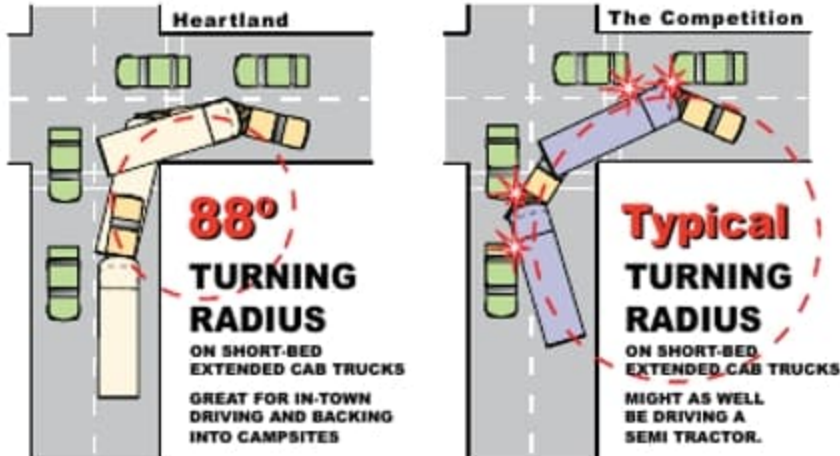 Heartland
88º
TURNING
RADIUS
ON SHORT-BED
EXTENDED CAB TRUCKS
GREAT FOR IN-TOWN
DRIVING AND BACKING
INTO CAMPSITES
The Competition
Typical
TURNING
RADIUS
ON SHORT-BED
EXTENDED CAB TRUCKS
MIGHT AS WELL
BE DRIVING A
SEMI TRACTOR.